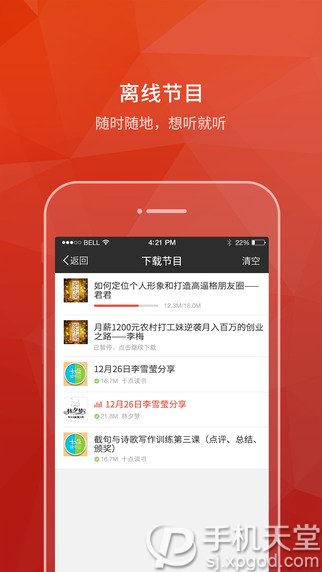 离线节目
随时随地，想听就听
BELL
4:21 PM
22%
返回
下载节目
清空
如何定位个人形象和打造高逼格朋友圈——
君君
12.3M/18.0M
月薪1200元农村打工妹逆袭月入百万的创业
之路——李梅
已暂停，点击继续下载
12月26日李雪莹分享
16.7M 十点读书
12月26日李雪莹分享
21.8M 林夕梦
截句与诗歌写作训练第三课（点评、总结、
颁奖）
16.7M 十点读书
手机天堂
sj.xpgod.com